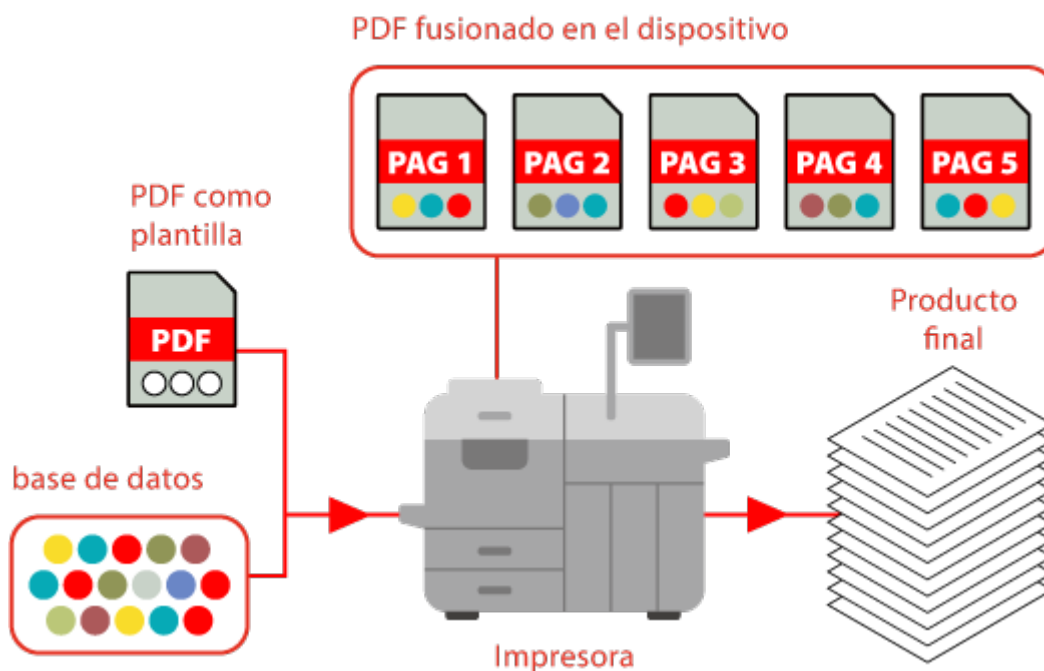 PDF fusionado en el dispositivo
PAG 1
PAG 2
PAG 3
PAG 4
PAG 5
PDF como
plantilla
PDF
Producto
final
base de datos
Impresora